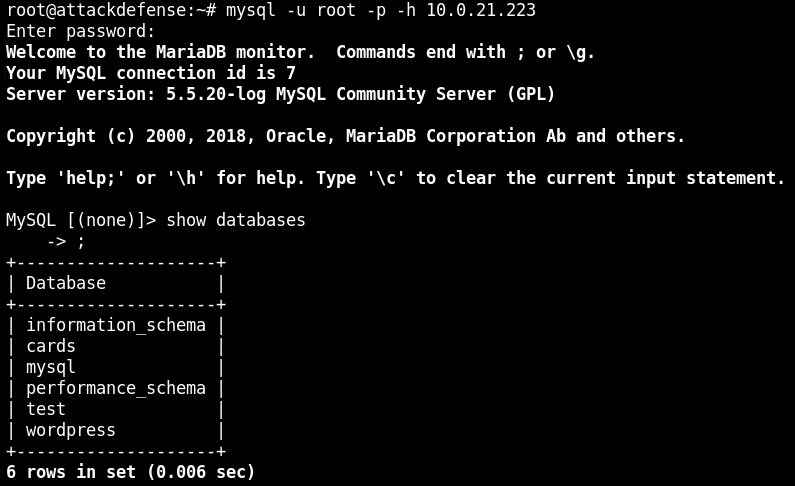 root@attackdefense:~# mysql -u root -p -h 10.0.21.223
Enter password:
Welcome to the MariaDB monitor.  Commands end with ; or \g.
Your MySQL connection id is 7
Server version: 5.5.20-log MySQL Community Server (GPL)

Copyright (c) 2000, 2018, Oracle, MariaDB Corporation Ab and others.

Type 'help;' or '\h' for help. Type '\c' to clear the current input statement.

MySQL [(none)]> show databases
    -> ;
+--------------------+
| Database           |
+--------------------+
| information_schema |
| cards              |
| mysql              |
| performance_schema |
| test               |
| wordpress          |
+--------------------+
6 rows in set (0.006 sec)